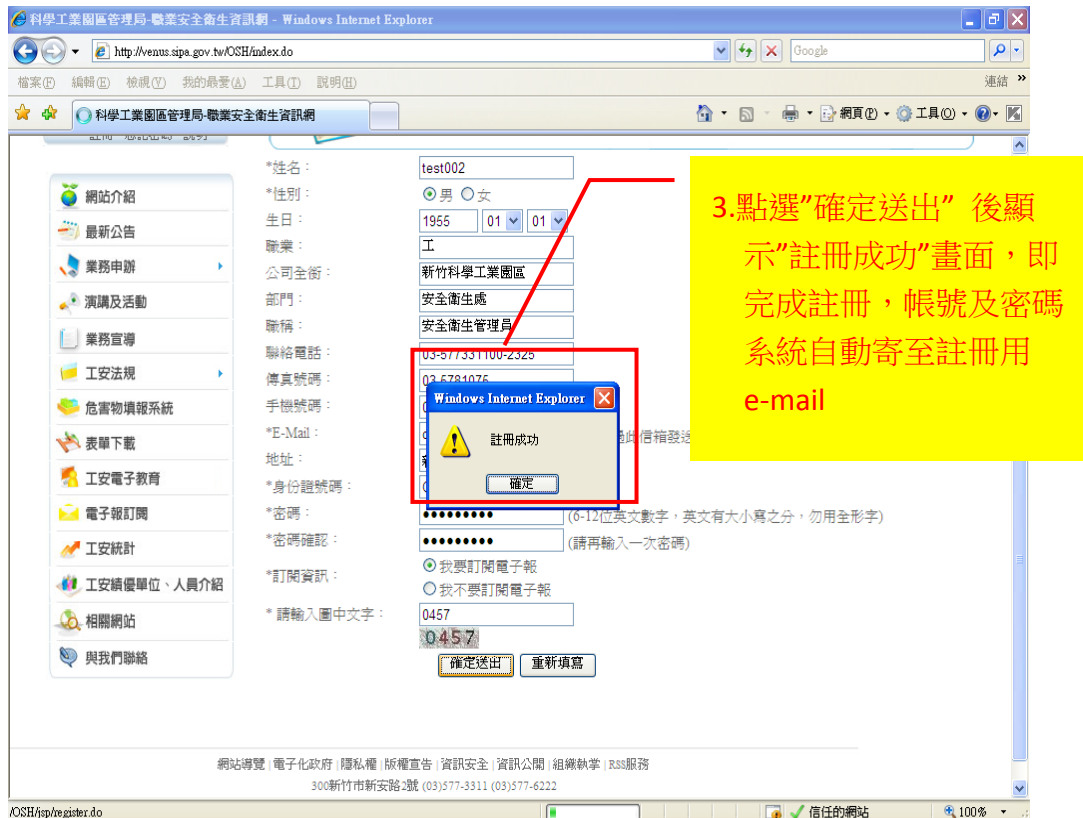 科學工業園區管理局-職業安全衛生資訊網 - Windows Internet Explorer
http://venus.sipa.gov.tw/OSH/index.do
Google
檔案(F) 編輯(E) 檢視(V) 我的最愛(A) 工具(T) 說明(H)
連結 »
科學工業園區管理局-職業安全衛生資訊網
網頁(P) 工具(O)
網站介紹
最新公告
業務申辦
演講及活動
業務宣導
工安法規
危害物填報系統
表單下載
工安電子教育
電子報訂閱
工安統計
工安績優單位、人員介紹
相關網站
與我們聯絡
*姓名: test002
*性別: 男 女
生日: 1955 01 01
職業: 工
公司全銜: 新竹科學工業園區
部門: 安全衛生處
職稱: 安全衛生管理員
聯絡電話: 03-577331100-2325
傳真號碼: 03-5781075
手機號碼:
*E-Mail:
此信箱發送
地址:
*身份證號碼:
*密碼: ●●●●●●●●● (6-12位英文數字,英文有大小寫之分,勿用全形字)
*密碼確認: ●●●●●●●●● (請再輸入一次密碼)
*訂閱資訊: 我要訂閱電子報
我不要訂閱電子報
* 請輸入圖中文字: 0457
0457
確定送出 重新填寫
Windows Internet Explorer
註冊成功
確定
3.點選"確定送出" 後顯
示"註冊成功"畫面,即
完成註冊,帳號及密碼
系統自動寄至註冊用
e-mail
網站導覽 | 電子化政府 | 隱私權 | 版權宣告 | 資訊安全 | 資訊公開 | 組織執掌 | RSS服務
300新竹市新安路2號 (03)577-3311 (03)577-6222
/OSH/jsp/register.do
信任的網站
100%